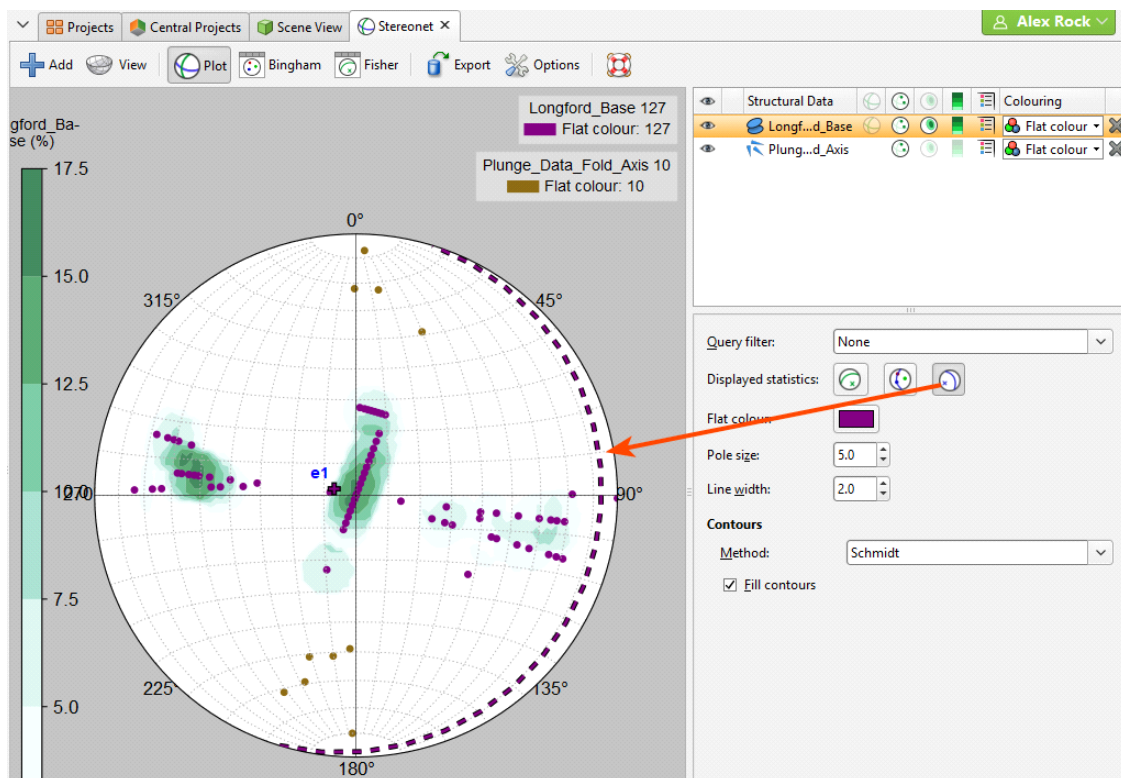 Projects
Central Projects
Scene View
Stereonet
Alex Rock
Add
View
Plot
Bingham
Fisher
Export
Options
gford_Ba-
se (%)
17.5
15.0
12.5
10.0
7.5
5.0
Longford_Base 127
Flat colour: 127
Plunge_Data_Fold_Axis 10
Flat colour: 10
0°
45°
90°
135°
180°
225°
270
315°
e1
Structural Data
Colouring
Longf...d_Base
Flat colour
Plung...d_Axis
Flat colour
Query filter:
None
Displayed statistics:
Flat colour:
Pole size:
5.0
Line width:
2.0
Contours
Method:
Schmidt
Fill contours